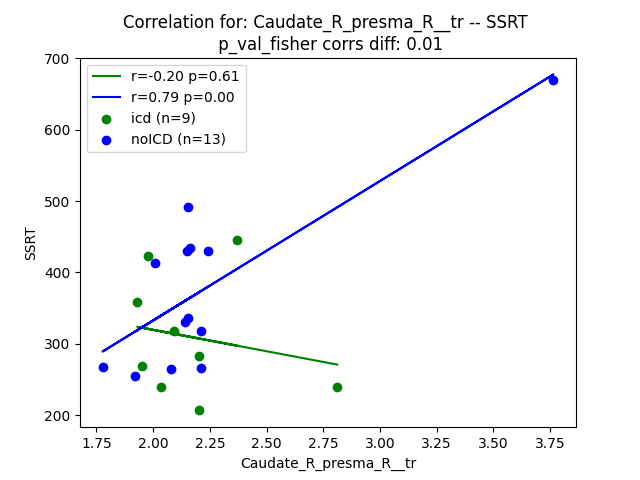 Correlation for: Caudate_R_presma_R__tr -- SSRT
p_val_fisher corrs diff: 0.01
r=-0.20 p=0.61
r=0.79 p=0.00
icd (n=9)
noICD (n=13)
SSRT
700
600
500
400
300
200
1.75 2.00 2.25 2.50 2.75 3.00 3.25 3.50 3.75
Caudate_R_presma_R__tr